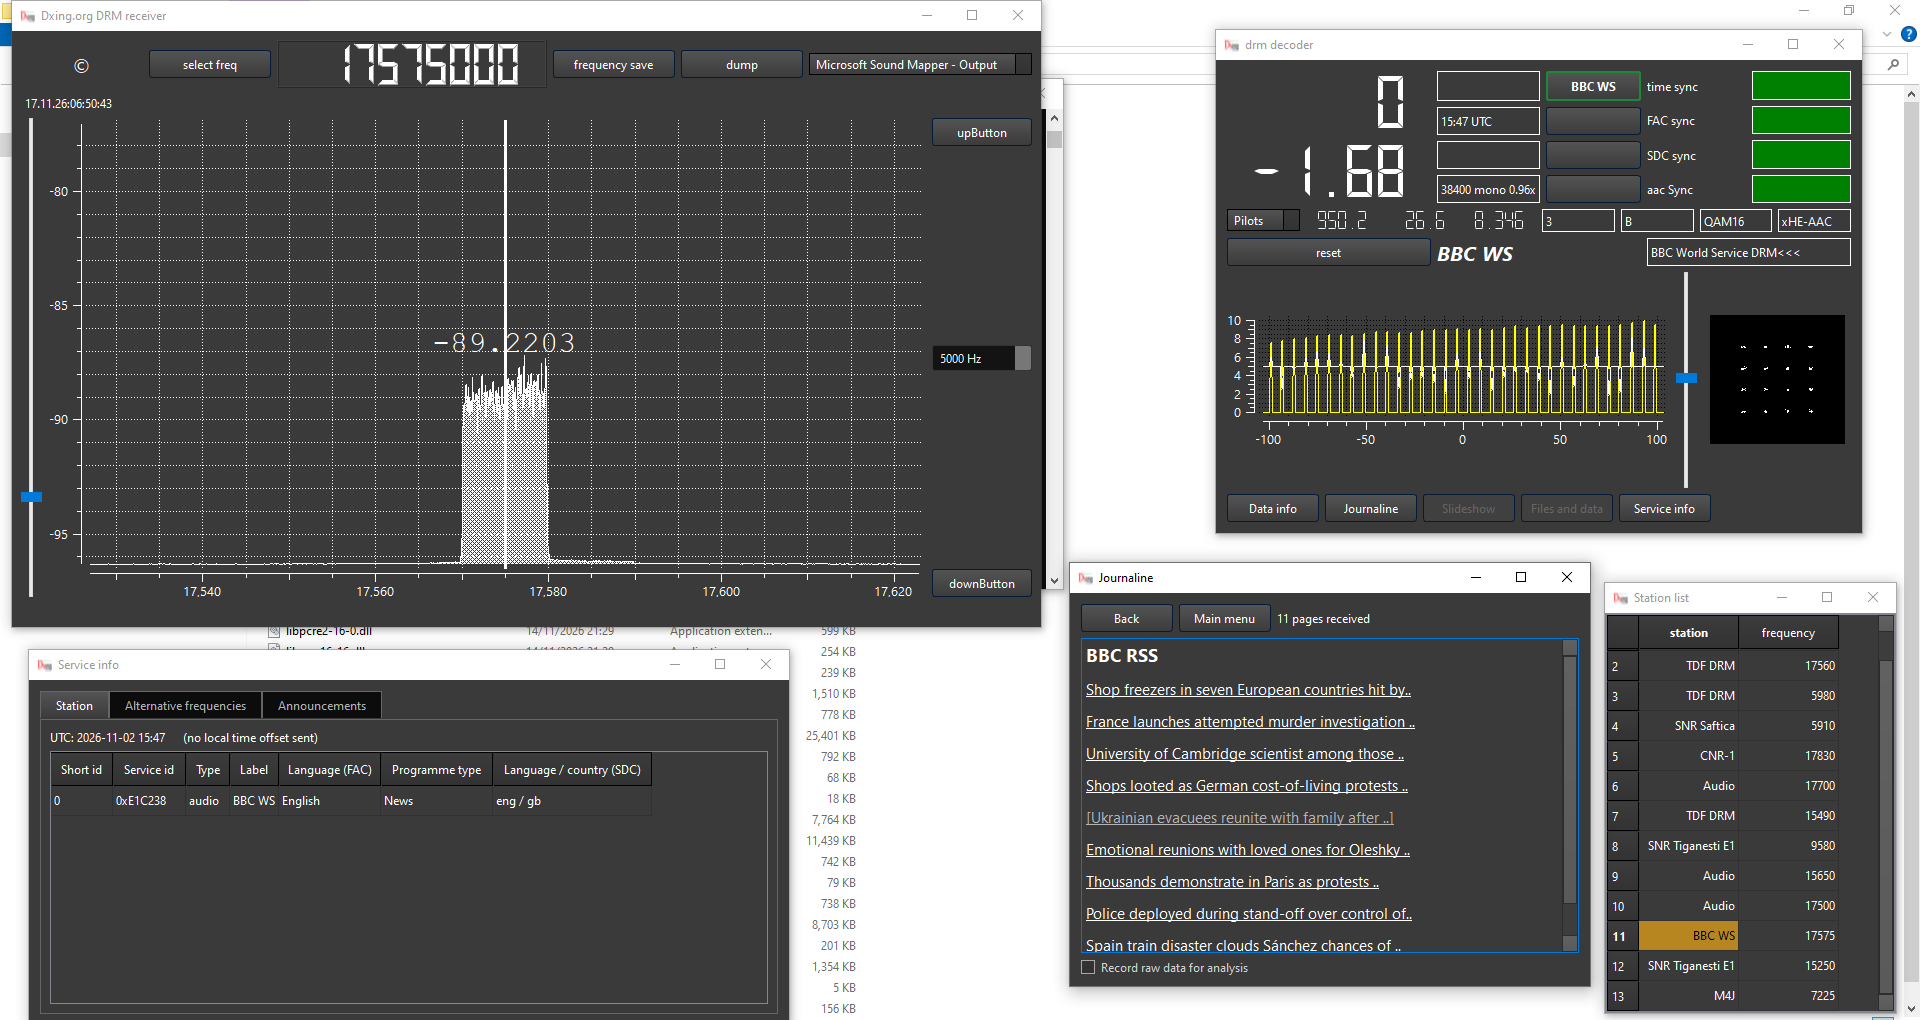 Dxing.org DRM receiver
©
select freq
17575000
frequency save
dump
Microsoft Sound Mapper - Output
17.11.26:06:50:43
upButton
-80
-85
-89.2203
5000 Hz
-90
-95
downButton
17,540
17,560
17,580
17,600
17,620
drm decoder
0
BBC WS
time sync
15:47 UTC
FAC sync
-1.68
SDC sync
38400 mono 0.96x
aac Sync
Pilots
950.2
26.6
8.346
3
B
QAM16
xHE-AAC
reset
BBC WS
BBC World Service DRM<<<
10
8
6
4
2
0
-100
-50
0
50
100
Data info
Journaline
Slideshow
Files and data
Service info
libpcre2-16-0.dll
14/11/2026 21:29
Application exten...
599 KB
254 KB
239 KB
1,510 KB
778 KB
25,401 KB
792 KB
68 KB
18 KB
7,764 KB
11,439 KB
742 KB
79 KB
738 KB
8,703 KB
201 KB
1,354 KB
5 KB
156 KB
Service info
Station
Alternative frequencies
Announcements
UTC: 2026-11-02 15:47 (no local time offset sent)
Short id Service id Type Label Language (FAC) Programme type Language / country (SDC)
0 0xE1C238 audio BBC WS English News eng / gb
Journaline
Back
Main menu
11 pages received
BBC RSS
Shop freezers in seven European countries hit by..
France launches attempted murder investigation ..
University of Cambridge scientist among those ..
Shops looted as German cost-of-living protests ..
[Ukrainian evacuees reunite with family after ..]
Emotional reunions with loved ones for Oleshky ..
Thousands demonstrate in Paris as protests ..
Police deployed during stand-off over control of..
Spain train disaster clouds Sánchez chances of ..
Record raw data for analysis
Station list
station frequency
2 TDF DRM 17560
3 TDF DRM 5980
4 SNR Saftica 5910
5 CNR-1 17830
6 Audio 17700
7 TDF DRM 15490
8 SNR Tiganesti E1 9580
9 Audio 15650
10 Audio 17500
11 BBC WS 17575
12 SNR Tiganesti E1 15250
13 M4J 7225